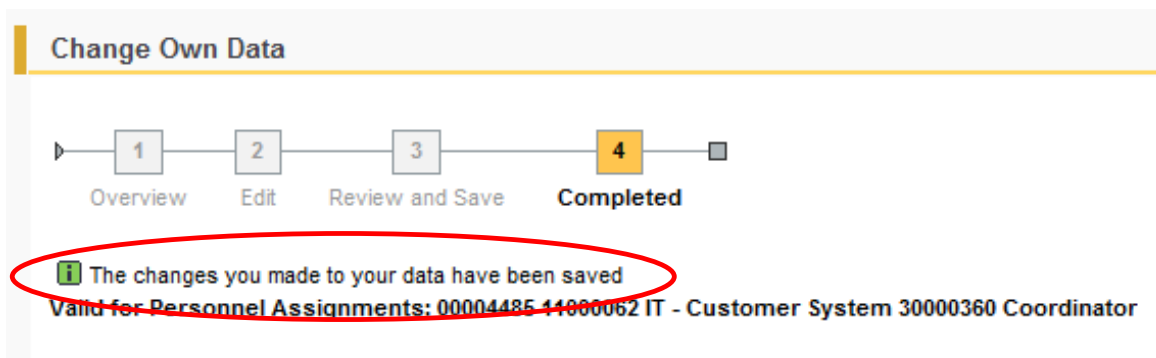 Change Own Data
1 2 3 4
Overview Edit Review and Save Completed
i The changes you made to your data have been saved
Valid for Personnel Assignments: 00004485 11000062 IT - Customer System 30000360 Coordinator